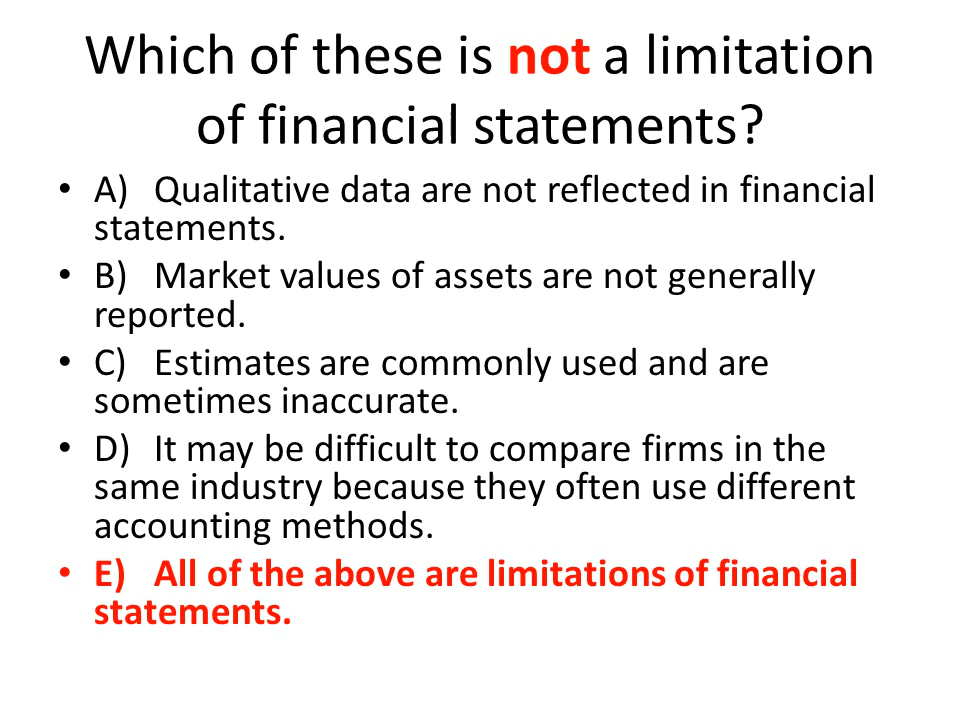 Which of these is not a limitation
of financial statements?
• A) Qualitative data are not reflected in financial
statements.
• B) Market values of assets are not generally
reported.
• C) Estimates are commonly used and are
sometimes inaccurate.
• D) It may be difficult to compare firms in the
same industry because they often use different
accounting methods.
• E) All of the above are limitations of financial
statements.